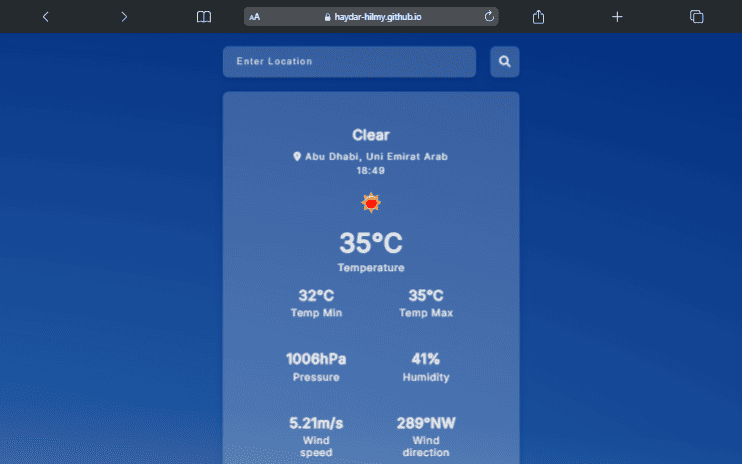 AA haydar-hilmy.github.io
Enter Location
Clear
Abu Dhabi, Uni Emirat Arab
18:49
35°C
Temperature
32°C 35°C
Temp Min Temp Max
1006hPa 41%
Pressure Humidity
5.21m/s 289°NW
Wind Wind
speed direction